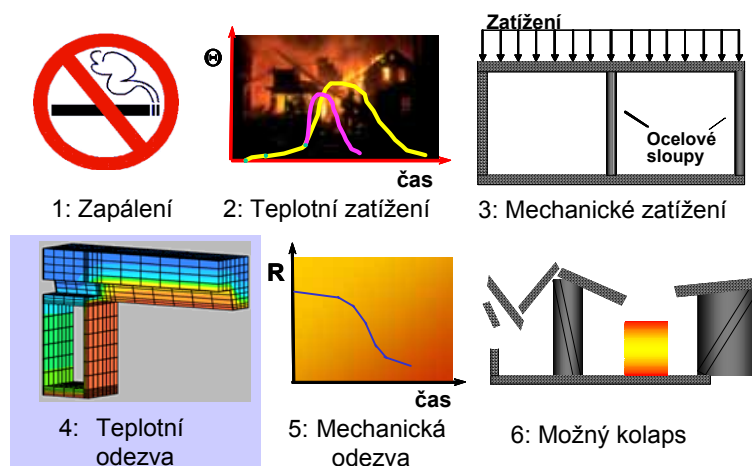 Zatížení
Θ
Ocelové
sloupy
čas
1: Zapálení
2: Teplotní zatížení
3: Mechanické zatížení
R
čas
4: Teplotní
odezva
5: Mechanická
odezva
6: Možný kolaps